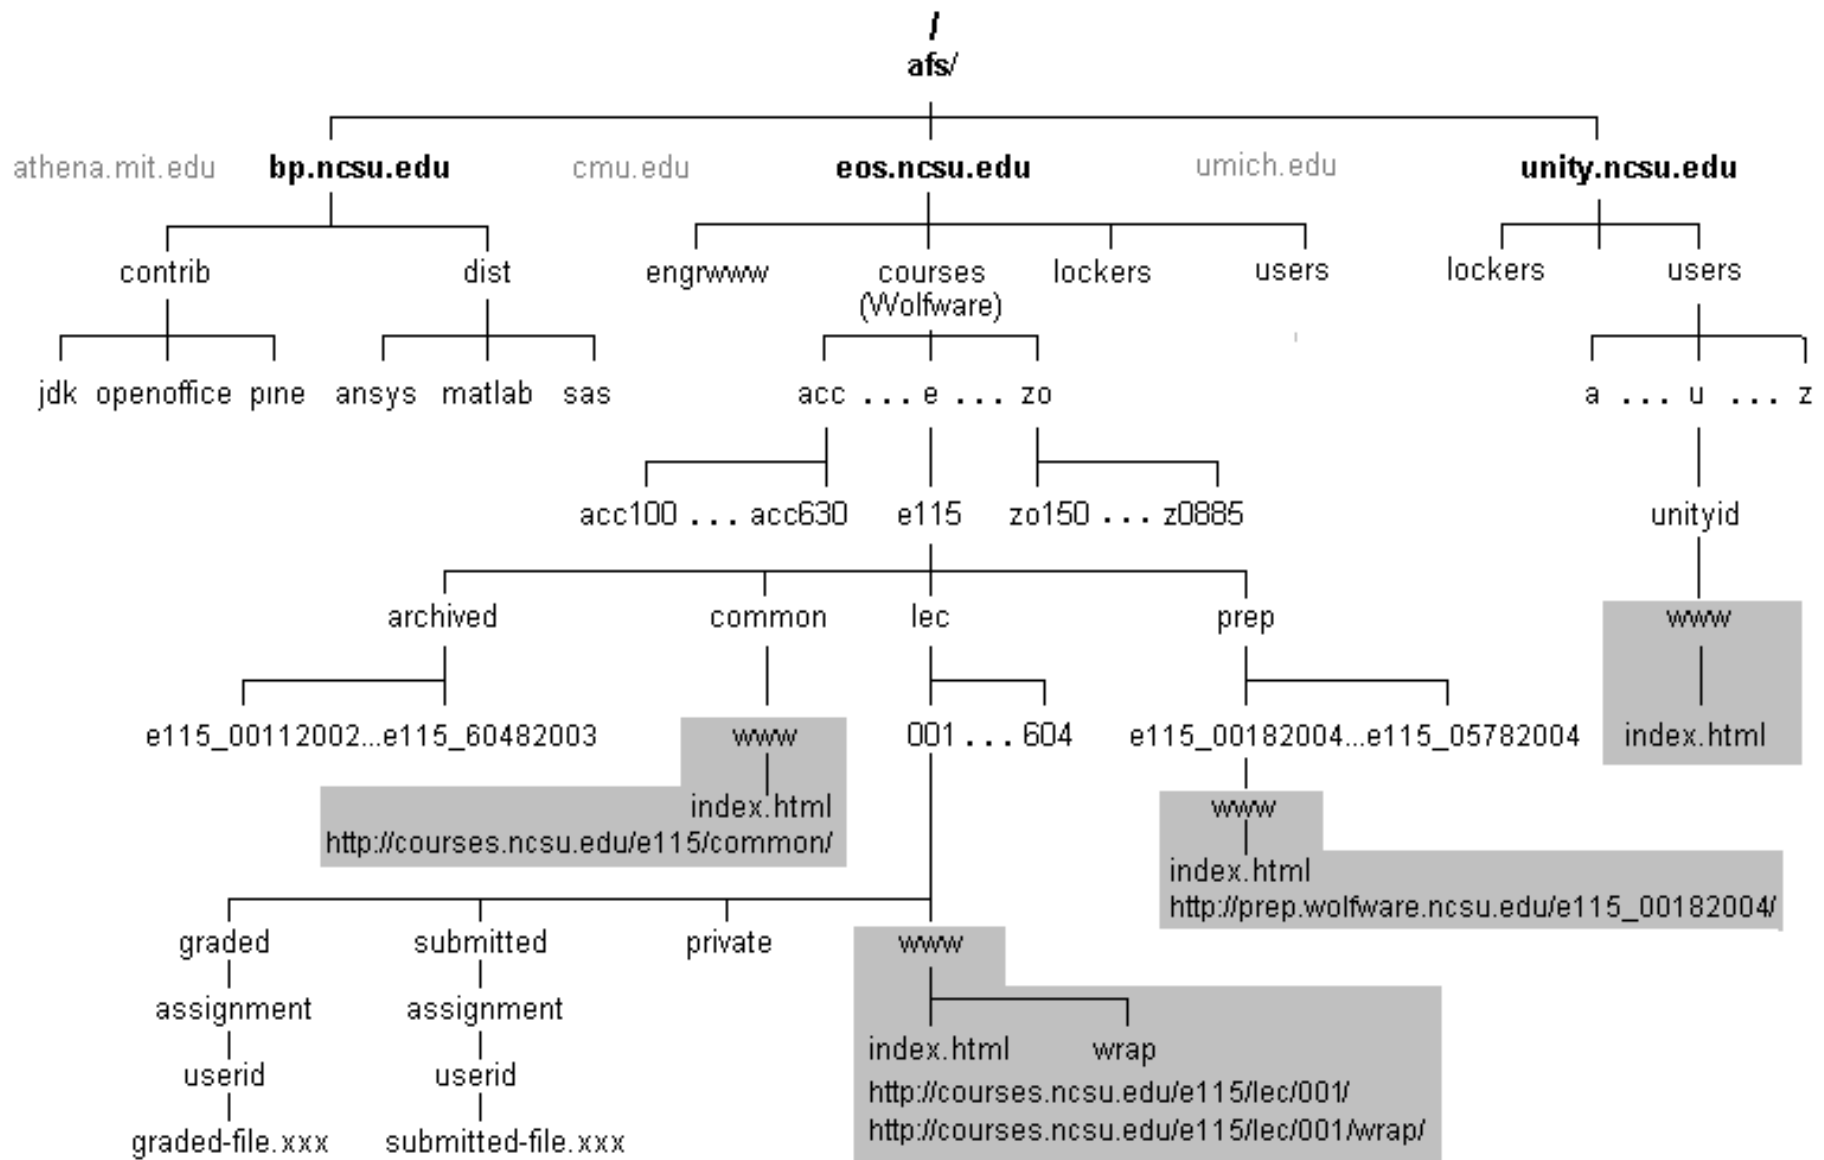 /
afs/
athena.mit.edu bp.ncsu.edu cmu.edu eos.ncsu.edu umich.edu unity.ncsu.edu
contrib dist engrwww courses lockers users lockers users
(Wolfware)
jdk openoffice pine ansys matlab sas acc ... e ... zo a ... u ... z
acc100 ... acc630 e115 zo150 ... z0885 unityid
archived common lec prep www
e115_00112002...e115_60482003 www 001 ... 604 e115_00182004...e115_05782004 index.html
index.html www
http://courses.ncsu.edu/e115/common/
index.html
http://prep.wolfware.ncsu.edu/e115_00182004/
graded submitted private www
assignment assignment
index.html wrap
userid userid
http://courses.ncsu.edu/e115/lec/001/
http://courses.ncsu.edu/e115/lec/001/wrap/
graded-file.xxx submitted-file.xxx